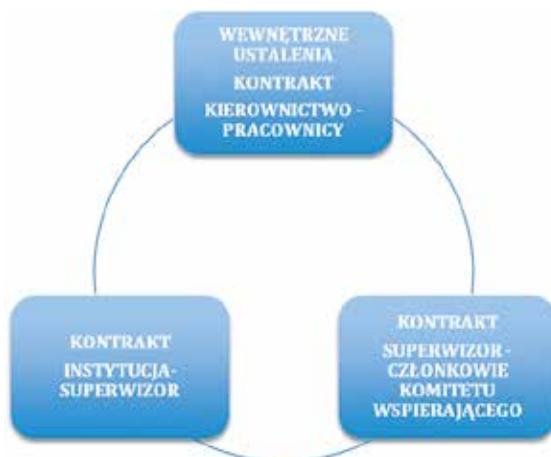 WEWNĘTRZNE
USTALENIA
KONTRAKT
KIEROWNICTWO -
PRACOWNICY
KONTRAKT
INSTYTUCJA-
SUPERWIZOR
KONTRAKT
SUPERWIZOR -
CZŁONKOWIE
KOMITETU
WSPIERAJĄCEGO